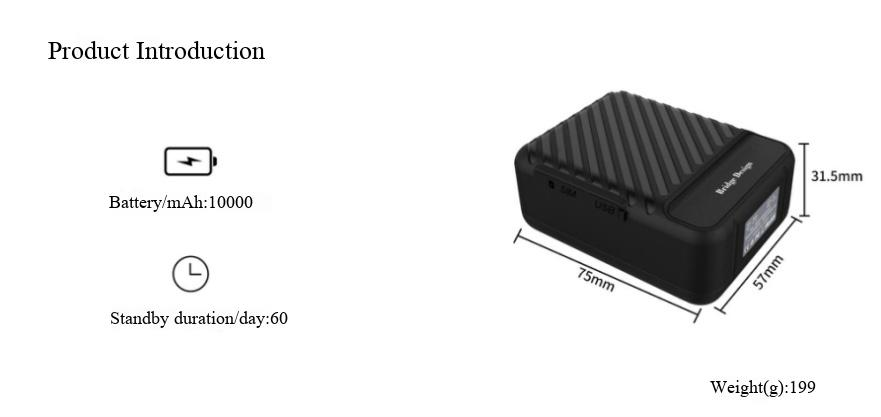 Product Introduction
Battery/mAh:10000
Standby duration/day:60
SIM
USB
Bridge Design
31.5mm
75mm
57mm
Weight(g):199